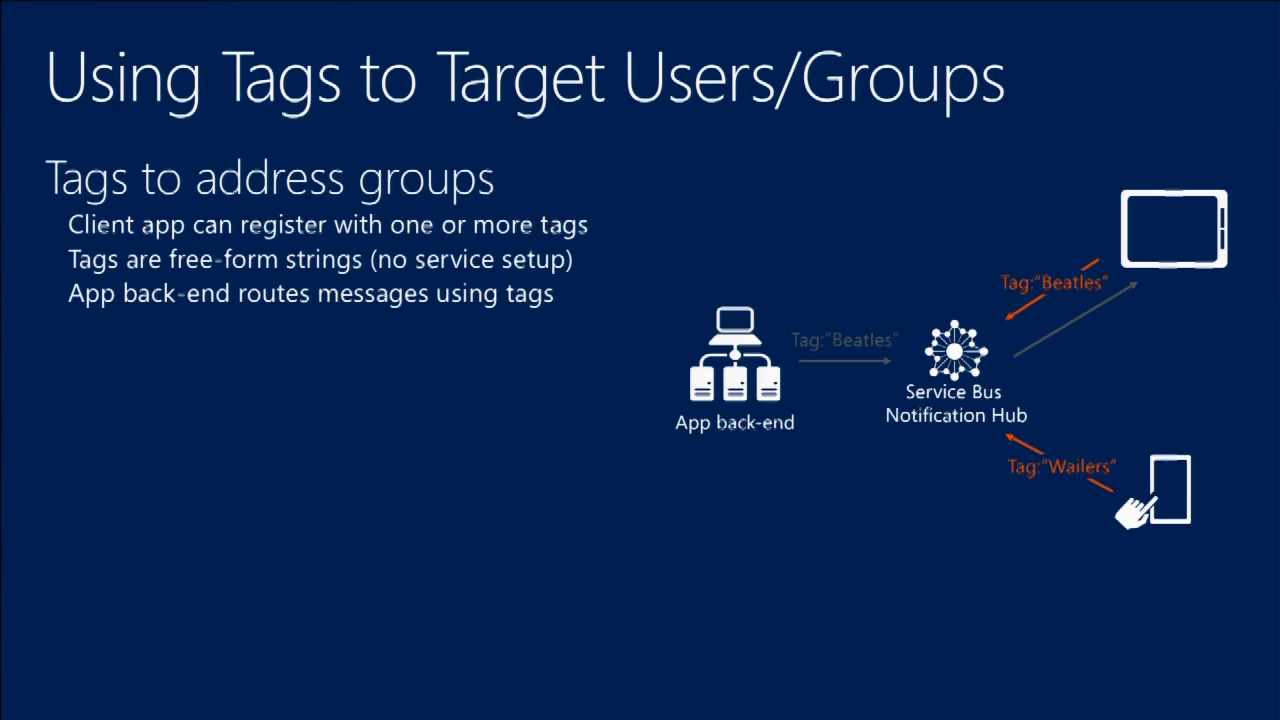 Using Tags to Target Users/Groups
Tags to address groups
Client app can register with one or more tags
Tags are free-form strings (no service setup)
App back-end routes messages using tags
Tag:"Beatles"
Tag:"Beatles"
Service Bus
Notification Hub
App back-end
Tag:"Wailers"